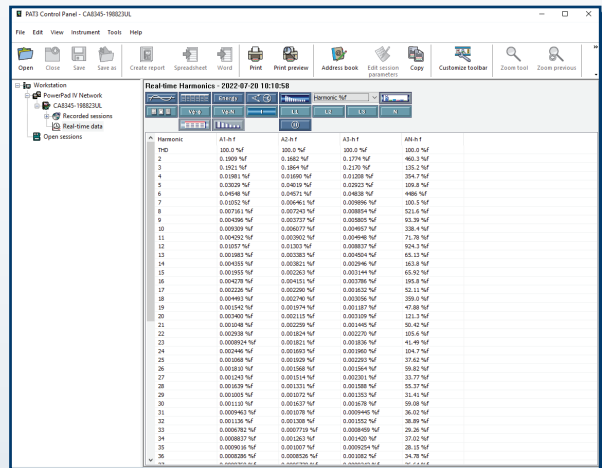 PAT3 Control Panel - CA8345-198823UL
File Edit View Instrument Tools Help
Open Close Save Save as Create report Spreadsheet Word Print Print preview Address book Edit session parameters Copy Customize toolbar Zoom tool Zoom previous
Workstation
PowerPad IV Network
CA8345-198823UL
Recorded sessions
Real-time data
Open sessions
Real-time Harmonics - 2022-07-20 10:10:58
Energy Harmonic %f
V÷0 Vo-N L1 L2 L3 N
Harmonic A1-h f A2-h f A3-h f AN-h f
THD 100.0 %f 100.0 %f 100.0 %f 100.0 %f
2 0.1909 %f 0.1682 %f 0.1774 %f 460.3 %f
3 0.1921 %f 0.1864 %f 0.2170 %f 135.2 %f
4 0.01981 %f 0.01690 %f 0.01208 %f 354.7 %f
5 0.03029 %f 0.04019 %f 0.02923 %f 109.8 %f
6 0.04548 %f 0.04571 %f 0.04838 %f 4486 %f
7 0.01052 %f 0.006461 %f 0.009896 %f 100.5 %f
8 0.007161 %f 0.007243 %f 0.008854 %f 521.6 %f
9 0.004396 %f 0.003737 %f 0.005805 %f 93.39 %f
10 0.009309 %f 0.006077 %f 0.004957 %f 338.4 %f
11 0.004292 %f 0.003902 %f 0.004948 %f 71.78 %f
12 0.01057 %f 0.01303 %f 0.008837 %f 924.3 %f
13 0.001983 %f 0.003383 %f 0.004504 %f 65.13 %f
14 0.004355 %f 0.003821 %f 0.002946 %f 163.8 %f
15 0.001955 %f 0.002263 %f 0.003144 %f 65.92 %f
16 0.004278 %f 0.004151 %f 0.003786 %f 195.8 %f
17 0.002226 %f 0.002290 %f 0.001632 %f 52.11 %f
18 0.004493 %f 0.002740 %f 0.003056 %f 359.0 %f
19 0.001542 %f 0.001974 %f 0.001187 %f 47.88 %f
20 0.003400 %f 0.002115 %f 0.003109 %f 121.3 %f
21 0.001048 %f 0.002259 %f 0.001445 %f 50.42 %f
22 0.002938 %f 0.001824 %f 0.002270 %f 105.6 %f
23 0.0008924 %f 0.001821 %f 0.001836 %f 41.49 %f
24 0.002446 %f 0.001693 %f 0.001960 %f 104.7 %f
25 0.001068 %f 0.001929 %f 0.002293 %f 37.62 %f
26 0.001810 %f 0.001568 %f 0.001564 %f 59.82 %f
27 0.001243 %f 0.001514 %f 0.002301 %f 33.77 %f
28 0.001639 %f 0.001331 %f 0.001588 %f 55.37 %f
29 0.001005 %f 0.001072 %f 0.001353 %f 31.41 %f
30 0.001110 %f 0.001637 %f 0.001678 %f 59.08 %f
31 0.0009463 %f 0.001078 %f 0.0009445 %f 36.02 %f
32 0.001136 %f 0.001308 %f 0.001552 %f 38.89 %f
33 0.0006782 %f 0.0007719 %f 0.0008459 %f 29.26 %f
34 0.0008837 %f 0.001263 %f 0.001420 %f 37.02 %f
35 0.0009016 %f 0.001007 %f 0.0009254 %f 28.15 %f
36 0.0008286 %f 0.0008526 %f 0.001082 %f 34.78 %f